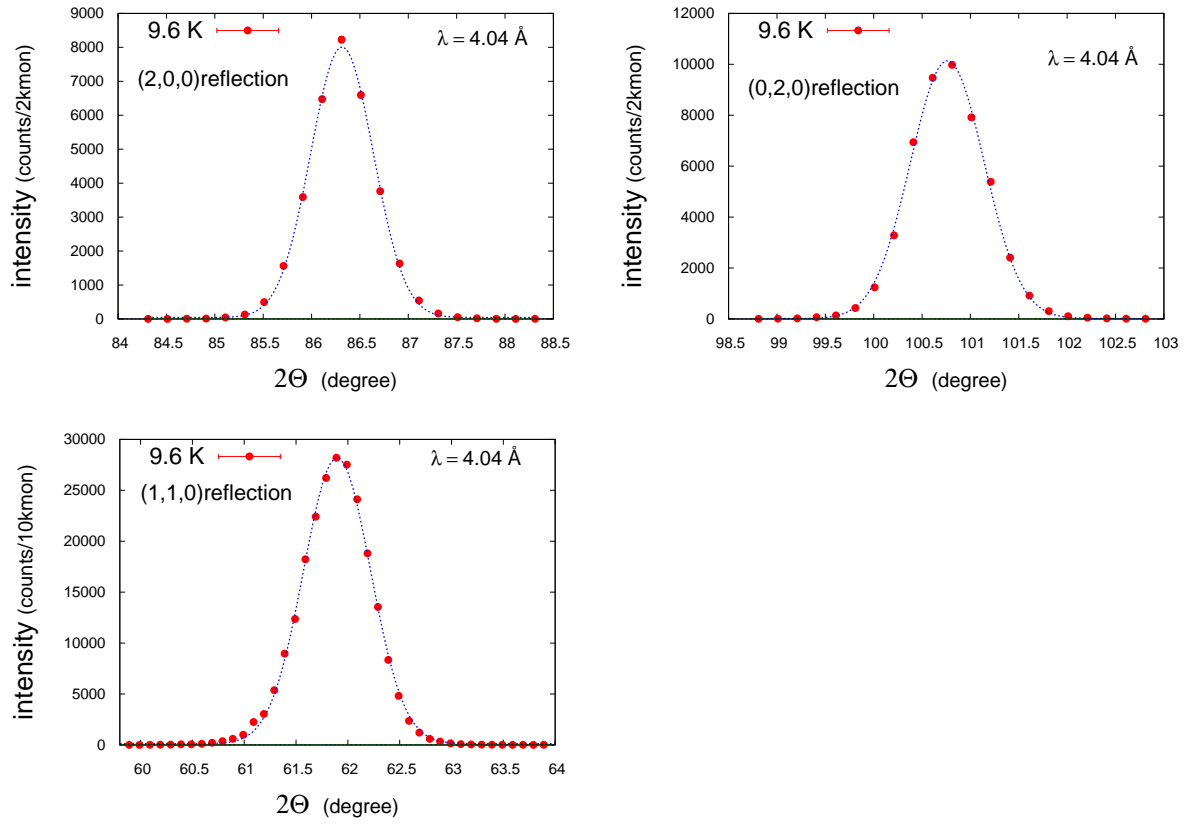 9.6 K
λ = 4.04 Å
(2,0,0)reflection
intensity (counts/2kmon)
9000
8000
7000
6000
5000
4000
3000
2000
1000
0
84 84.5 85 85.5 86 86.5 87 87.5 88 88.5
2Θ (degree)
9.6 K
λ = 4.04 Å
(0,2,0)reflection
intensity (counts/2kmon)
12000
10000
8000
6000
4000
2000
0
98.5 99 99.5 100 100.5 101 101.5 102 102.5 103
2Θ (degree)
9.6 K
λ = 4.04 Å
(1,1,0)reflection
intensity (counts/10kmon)
30000
25000
20000
15000
10000
5000
0
60 60.5 61 61.5 62 62.5 63 63.5 64
2Θ (degree)